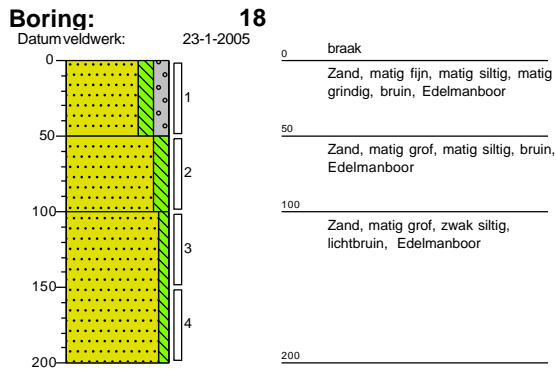 Boring: 18
Datum veldwerk: 23-1-2005
0
50
100
150
200
1
2
3
4
0 braak
Zand, matig fijn, matig siltig, matig
grindig, bruin, Edelmanboor
50
Zand, matig grof, matig siltig, bruin,
Edelmanboor
100
Zand, matig grof, zwak siltig,
lichtbruin, Edelmanboor
200